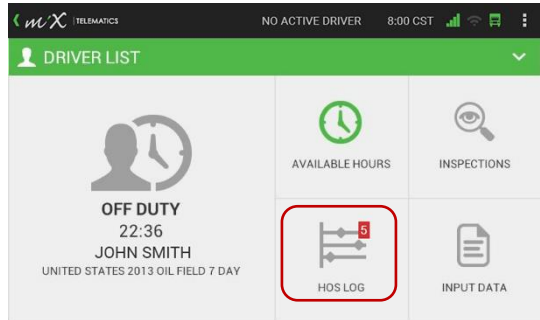 miX TELEMATICS NO ACTIVE DRIVER 8:00 CST
DRIVER LIST
AVAILABLE HOURS INSPECTIONS
OFF DUTY
22:36
JOHN SMITH
UNITED STATES 2013 OIL FIELD 7 DAY
5
HOS LOG INPUT DATA